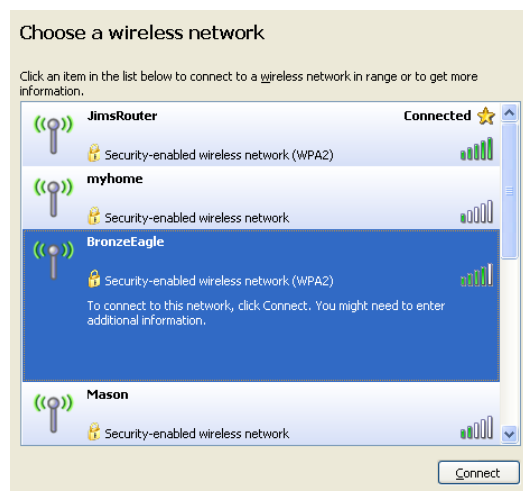 Choose a wireless network
Click an item in the list below to connect to a wireless network in range or to get more
information.
JimsRouter Connected
Security-enabled wireless network (WPA2)
myhome
Security-enabled wireless network
BronzeEagle
Security-enabled wireless network (WPA2)
To connect to this network, click Connect. You might need to enter
additional information.
Mason
Security-enabled wireless network
Connect